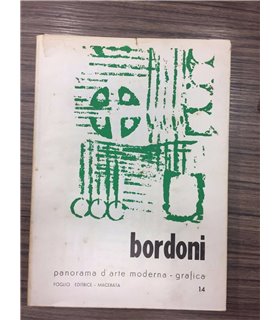 bordoni
panorama d'arte moderna - grafica
FOGLIO EDITRICE - MACERATA
14